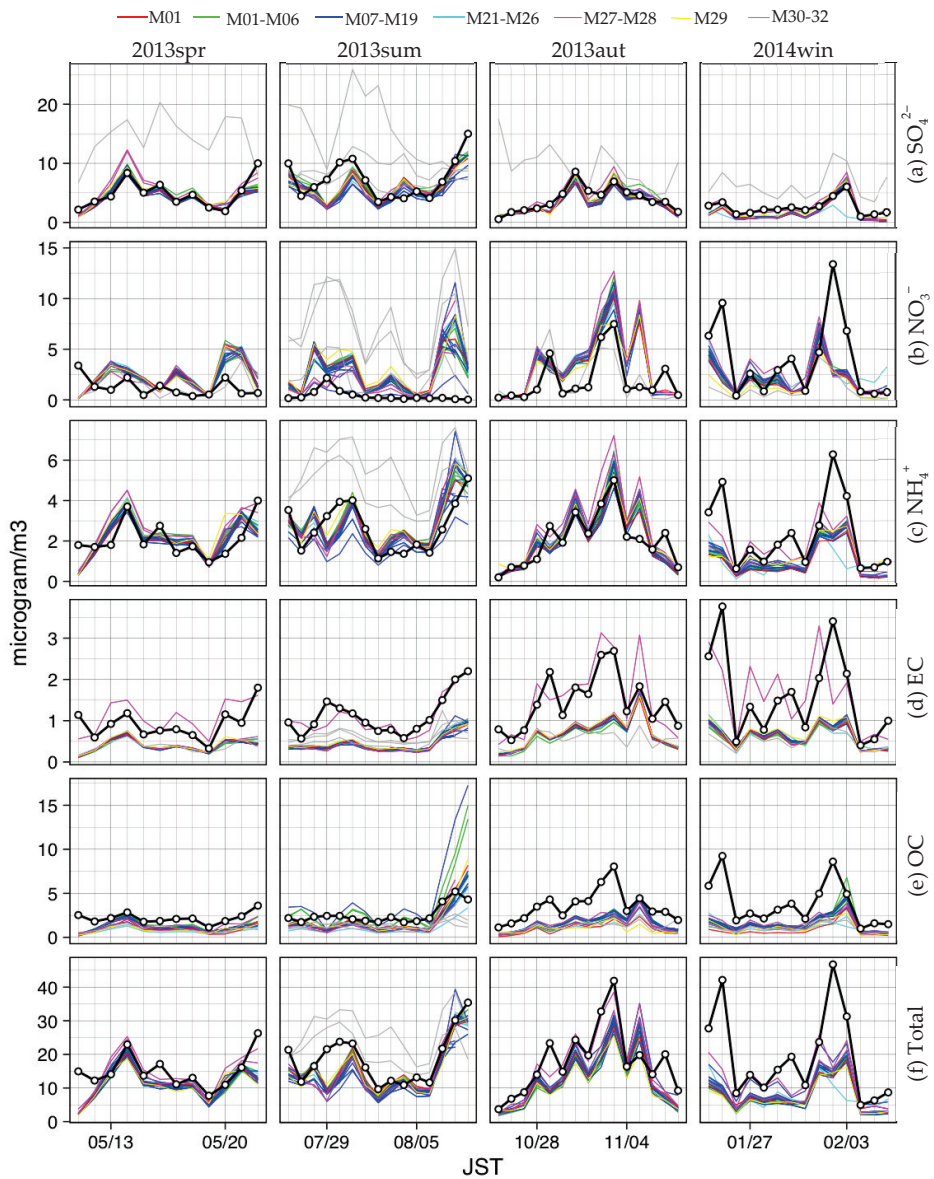 M01 M01-M06 M07-M19 M21-M26 M27-M28 M29 M30-32
2013spr 2013sum 2013aut 2014win
20
10
0
(a) SO₄²⁻
15
10
5
0
(b) NO₃⁻
6
4
2
0
(c) NH₄⁺
microgram/m3
3
2
1
0
(d) EC
15
10
5
0
(e) OC
40
30
20
10
0
(f) Total
05/13 05/20 07/29 08/05 10/28 11/04 01/27 02/03
JST